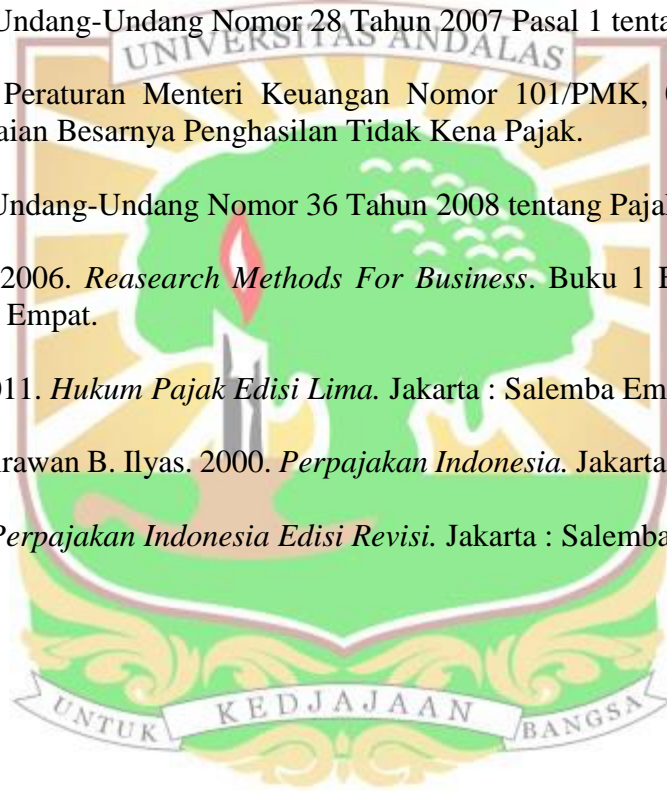 Undang-Undang Nomor 28 Tahun 2007 Pasal 1 tenta
UNIVERSITAS ANDALAS
Peraturan Menteri Keuangan Nomor 101/PMK,
aian Besarnya Penghasilan Tidak Kena Pajak.
Undang-Undang Nomor 36 Tahun 2008 tentang Pajak
2006. Reasearch Methods For Business. Buku 1
Empat.
011. Hukum Pajak Edisi Lima. Jakarta : Salemba Em
irawan B. Ilyas. 2000. Perpajakan Indonesia. Jakarta
Perpajakan Indonesia Edisi Revisi. Jakarta : Salemba
UNTUK KEDJAJAAN BANGSA